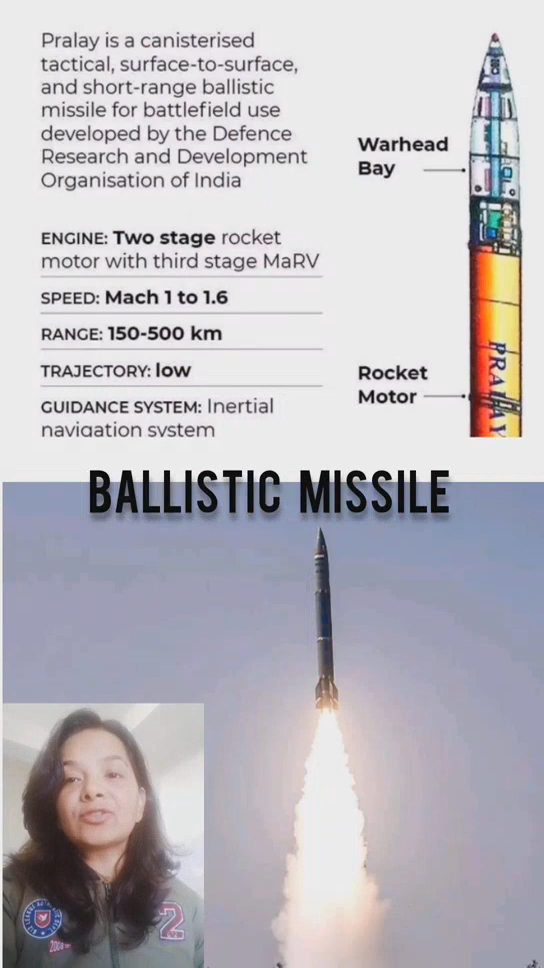 Pralay is a canisterised
tactical, surface-to-surface,
and short-range ballistic
missile for battlefield use
developed by the Defence
Research and Development
Organisation of India
ENGINE: Two stage rocket
motor with third stage MaRV
SPEED: Mach 1 to 1.6
RANGE: 150-500 km
TRAJECTORY: low
GUIDANCE SYSTEM: Inertial
navigation system
Warhead
Bay
Rocket
Motor
PRALAY
BALLISTIC MISSILE
2